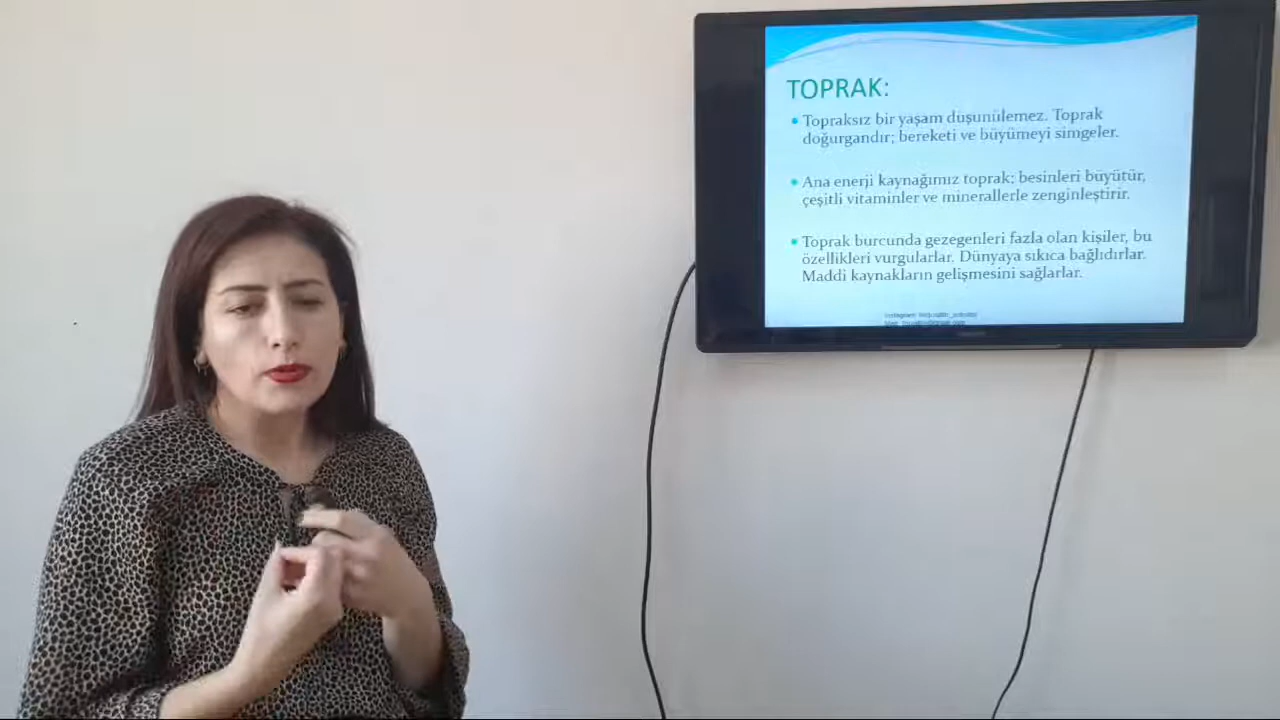 TOPRAK:
Topraksız bir yaşam düşünülemez. Toprak
doğurgandır; bereketi ve büyümeyi simgeler.
Ana enerji kaynağımız toprak; besinleri büyütür,
çeşitli vitaminler ve minerallerle zenginleştirir.
Toprak burcunda gezegenleri fazla olan kişiler, bu
özellikleri vurgularlar. Dünyaya sıkıca bağlıdırlar.
Maddi kaynakların gelişmesini sağlarlar.